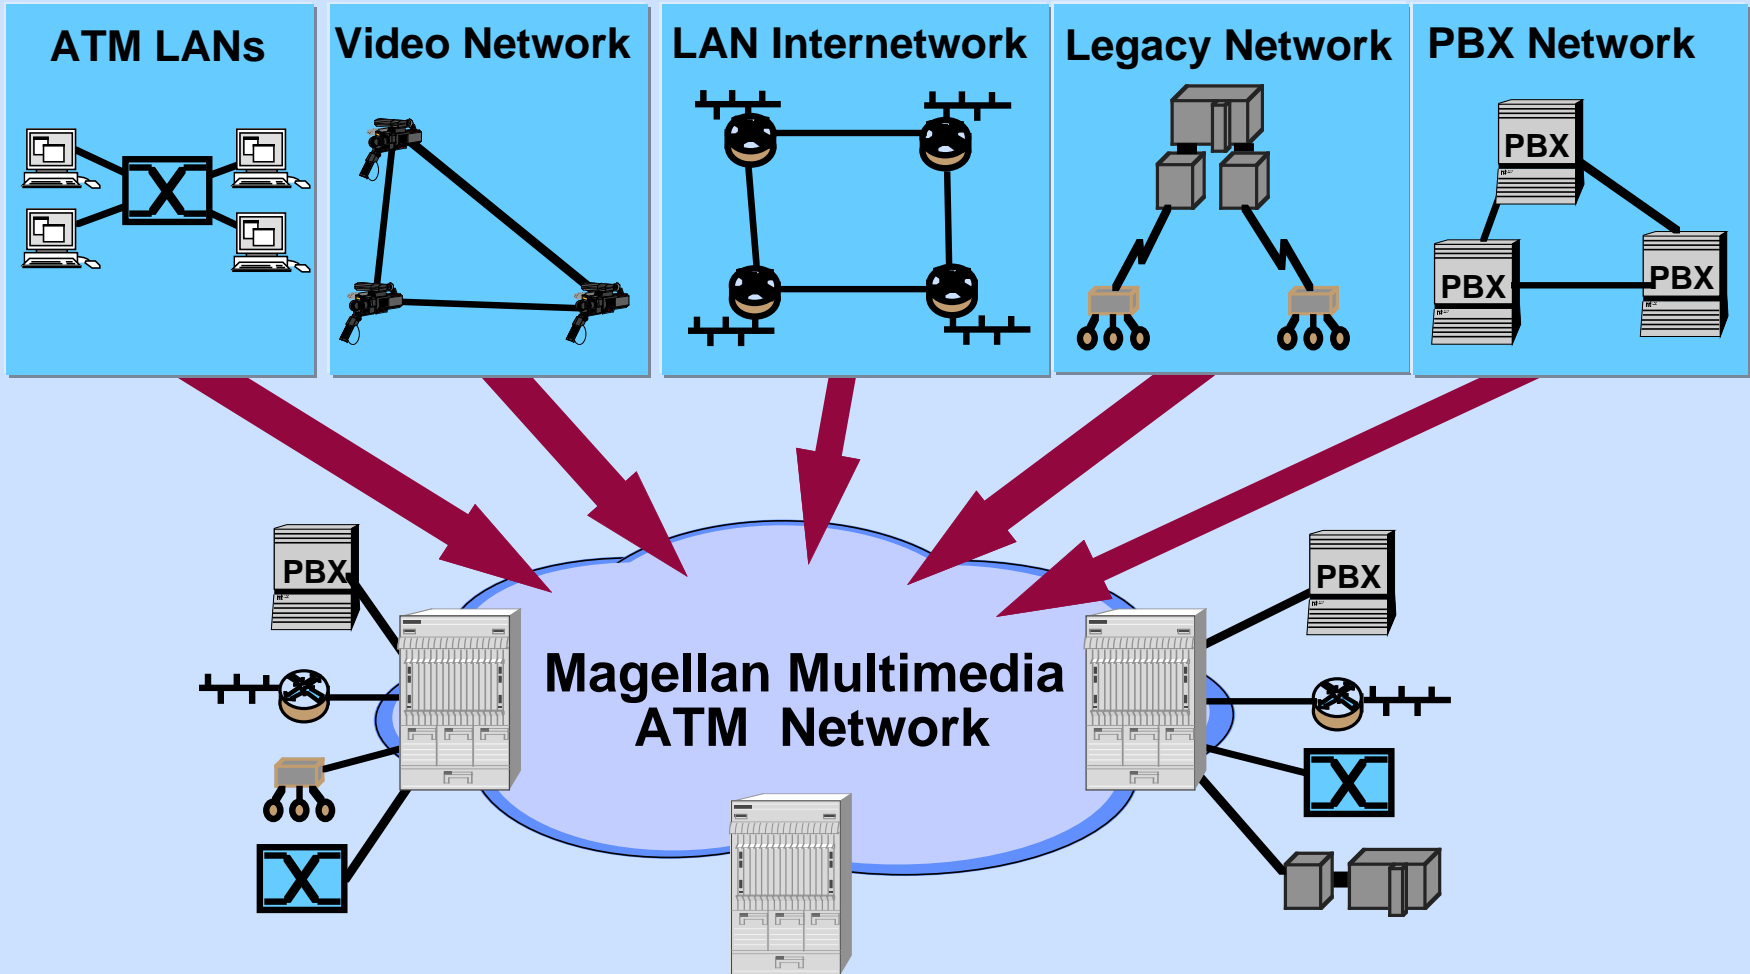 ATM LANs
Video Network
LAN Internetwork
Legacy Network
PBX Network
PBX
PBX
PBX
PBX
PBX
Magellan Multimedia
ATM Network